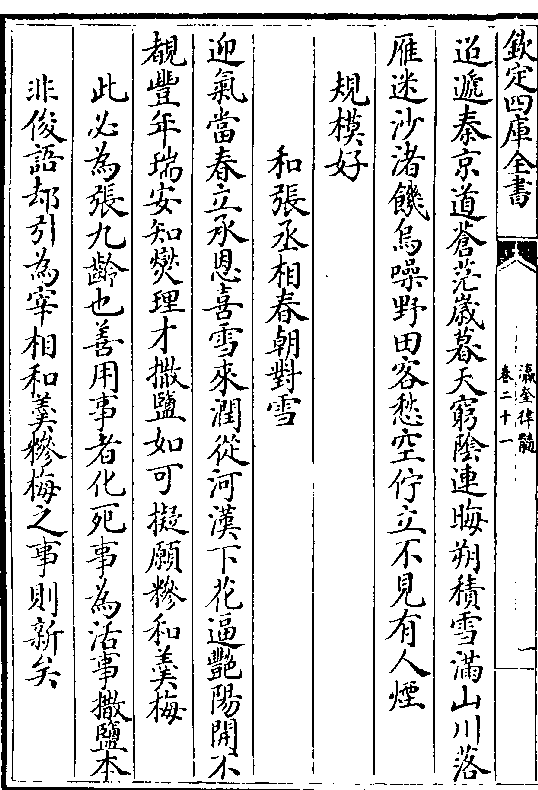 欽定四庫全書
瀛奎律髓
卷二十一
一
迢遞秦京道蒼茫歳暮天窮陰連晦朔積雪滿山川落
雁迷沙渚饑烏噪野田客愁空佇立不見有人煙
規模好
和張丞相春朝對雪
迎氣當春立承恩喜雪來潤從河漢下花逼艷陽開不
覩豐年瑞安知爕理才撒鹽如可擬願糝和羹梅
此必為張九齡也善用事者化死事為活事撒鹽本
非俊語却引為宰相和羹糝梅之事則新矣